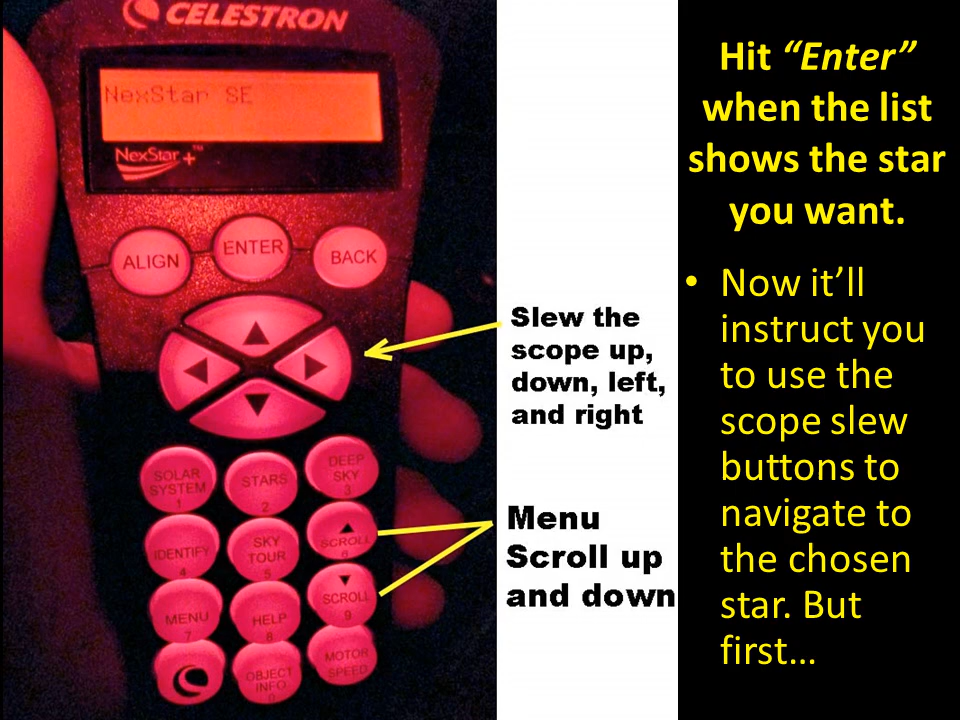 CELESTRON
NexStar SE
NexStar +™
ALIGN
ENTER
BACK
SOLAR
SYSTEM
1
STARS
2
DEEP
SKY
3
IDENTIFY
4
SKY
TOUR
5
▲
SCROLL
6
MENU
7
HELP
8
▼
SCROLL
9
OBJECT
INFO
0
MOTOR
SPEED
Slew the
scope up,
down, left,
and right
Menu
Scroll up
and down
Hit “Enter”
when the list
shows the star
you want.
• Now it’ll
instruct you
to use the
scope slew
buttons to
navigate to
the chosen
star. But
first…